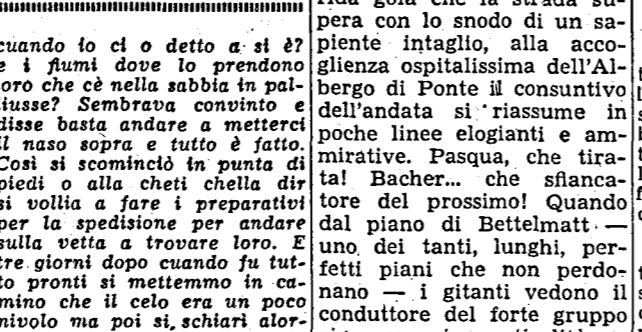 cuando io ci o detto a si è?
e i fiumi dove lo prendono
loro che cè nella sabbia in pal-
liusse? Sembrava convinto e
disse basta andare a metterci
il naso sopra e tutto è fatto.
Così si scominciò in punta di
piedi o alla cheti chella dir
si vollia a fare i preparativi
per la spedisione per andare
sulla vetta a trovare loro. E
tre giorni dopo cuando fu tut-
to pronti si mettemmo in ca-
mino che il celo era un poco
nivolo ma poi si, schiari alor-
pera con lo snodo di un sa-
piente intaglio, alla acco-
glienza ospitalissima dell'Al-
bergo di Ponte il consuntivo
dell'andata si riassume in
poche linee elogianti e am-
mirative. Pasqua, che tira-
ta! Bacher... che sfianca-
tore del prossimo! Quando
dal piano di Bettelmatt —
uno dei tanti, lunghi, per-
fetti piani che non perdo-
nano — i gitanti vedono il
conduttore del forte gruppo